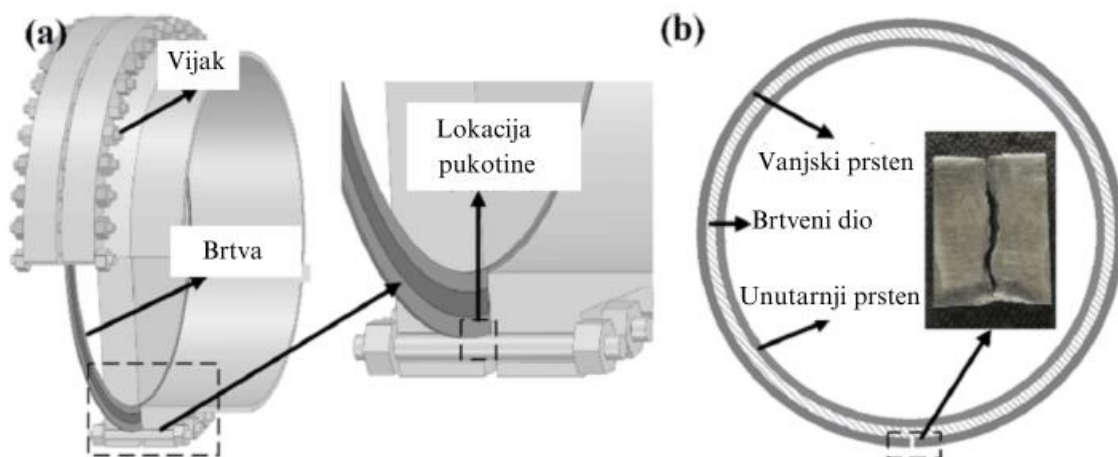 (a)
Vijak
Brtva
Lokacija
pukotine
(b)
Vanjski prsten
Brtveni dio
Unutarnji prsten